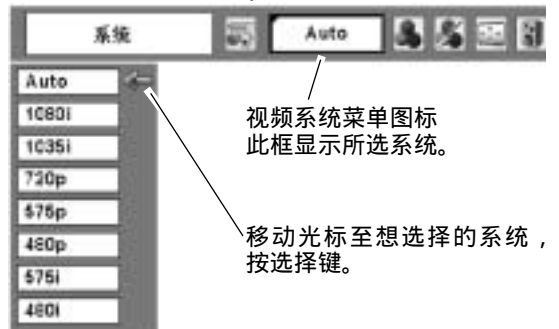 系统
Auto
Auto
1080i
1035i
720p
575p
480p
575i
480i
视频系统菜单图标
此框显示所选系统。
移动光标至想选择的系统，
按选择键。